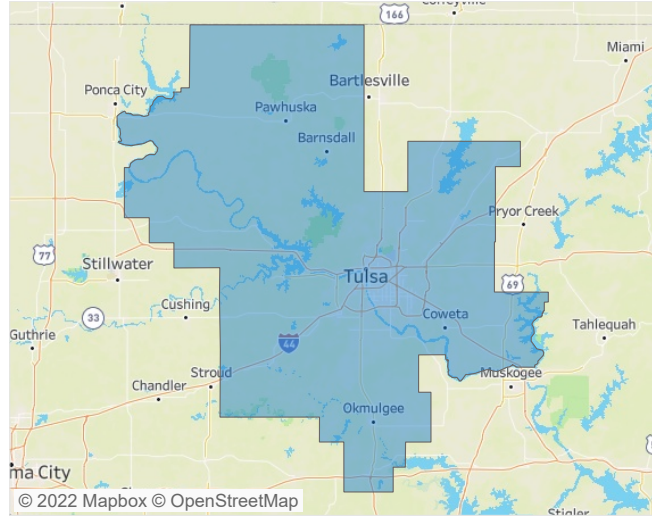 Coffeyville
166
Miami
Ponca City
Bartlesville
Pawhuska
Barnsdall
Pryor Creek
77
Stillwater
Tulsa
69
Cushing
Coweta
33
Guthrie
Tahlequah
44
Stroud
Muskogee
Chandler
Okmulgee
ma City
© 2022 Mapbox © OpenStreetMap
Stigler